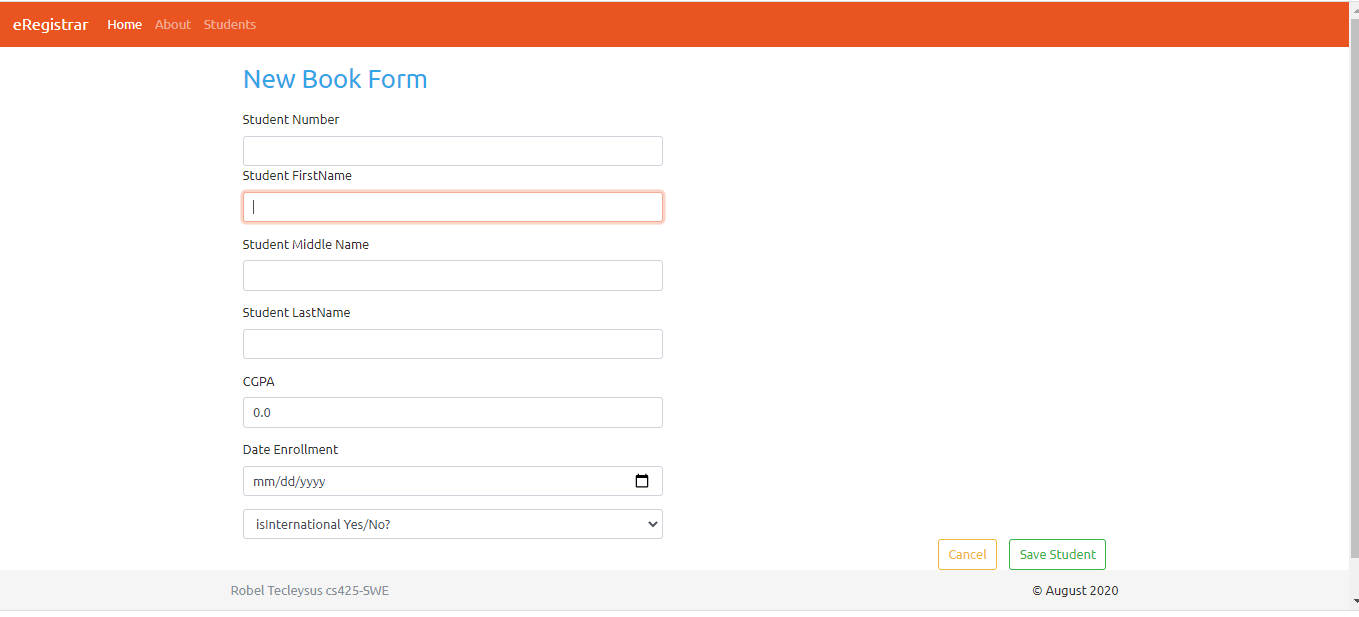 eRegistrar Home About Students
New Book Form
Student Number
Student FirstName
Student Middle Name
Student LastName
CGPA
0.0
Date Enrollment
mm/dd/yyyy
isInternational Yes/No?
Cancel Save Student
Robel Tecleysus cs425-SWE © August 2020